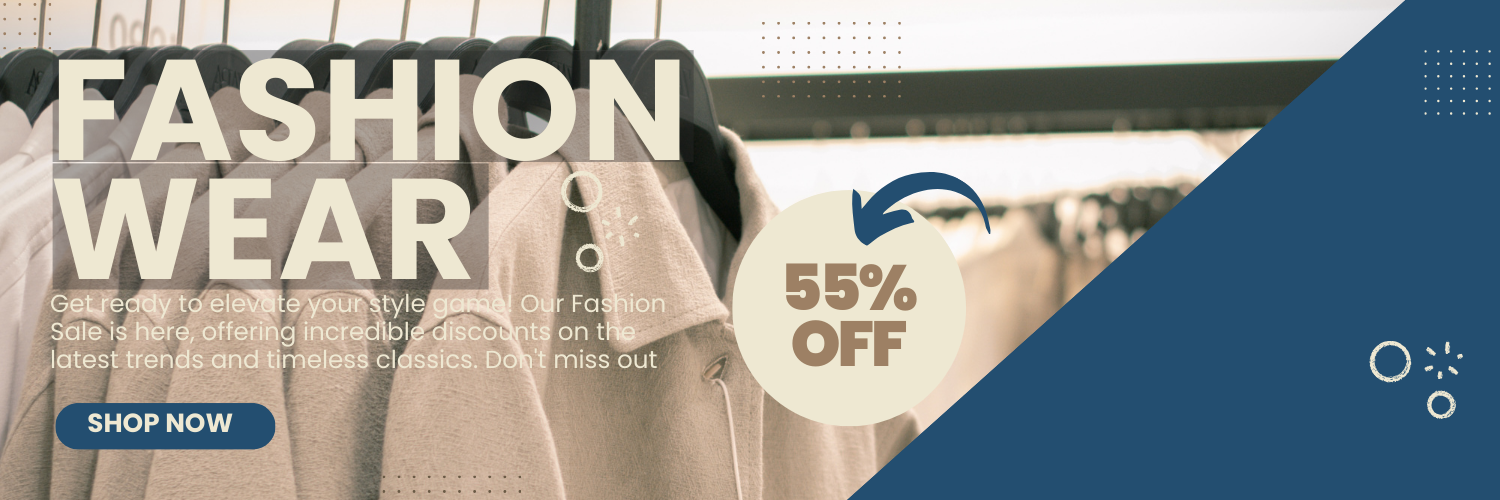 FASHION
WEAR
Get ready to elevate your style game! Our Fashion
Sale is here, offering incredible discounts on the
latest trends and timeless classics. Don't miss out
SHOP NOW
55%
OFF